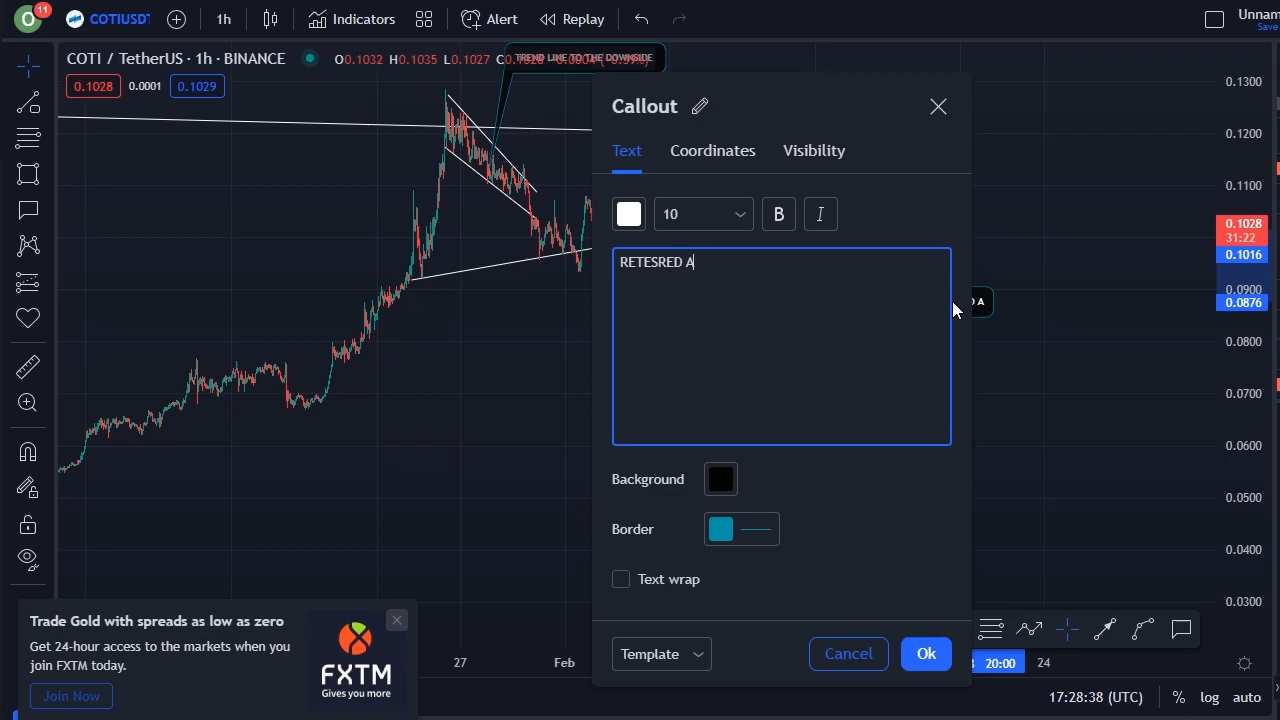 O
11
COTIUSDT
1h
Indicators
Alert
Replay
Unnam
Save
COTI / TetherUS · 1h · BINANCE
O0.1032 H0.1035 L0.1027 C0.1028
TREND LINE TO THE DOWNSIDE
0.1028
0.0001
0.1029
Callout
Text
Coordinates
Visibility
10
B
I
RETESRED A
D A
Background
Border
Text wrap
Template
Cancel
Ok
0.1300
0.1200
0.1100
0.1028
31:22
0.1016
0.0900
0.0876
0.0800
0.0700
0.0600
0.0500
0.0400
0.0300
Trade Gold with spreads as low as zero
Get 24-hour access to the markets when you
join FXTM today.
Join Now
FXTM
Gives you more
27
Feb
20:00
24
17:28:38 (UTC)
%
log
auto